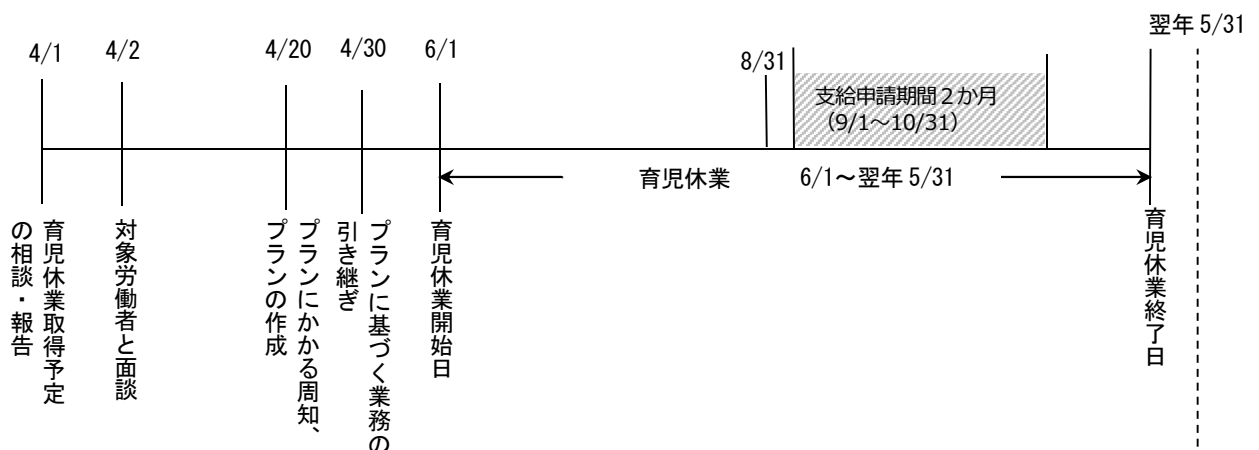 翌年 5/31
4/1
4/2
4/20
4/30
6/1
8/31
支給申請期間2か月
（9/1～10/31）
育児休業　6/1～翌年 5/31
育児休業取得予定
の相談・報告
対象労働者と面談
プランにかかる周知、
プランの作成
プランに基づく業務の
引き継ぎ
育児休業開始日
育児休業終了日